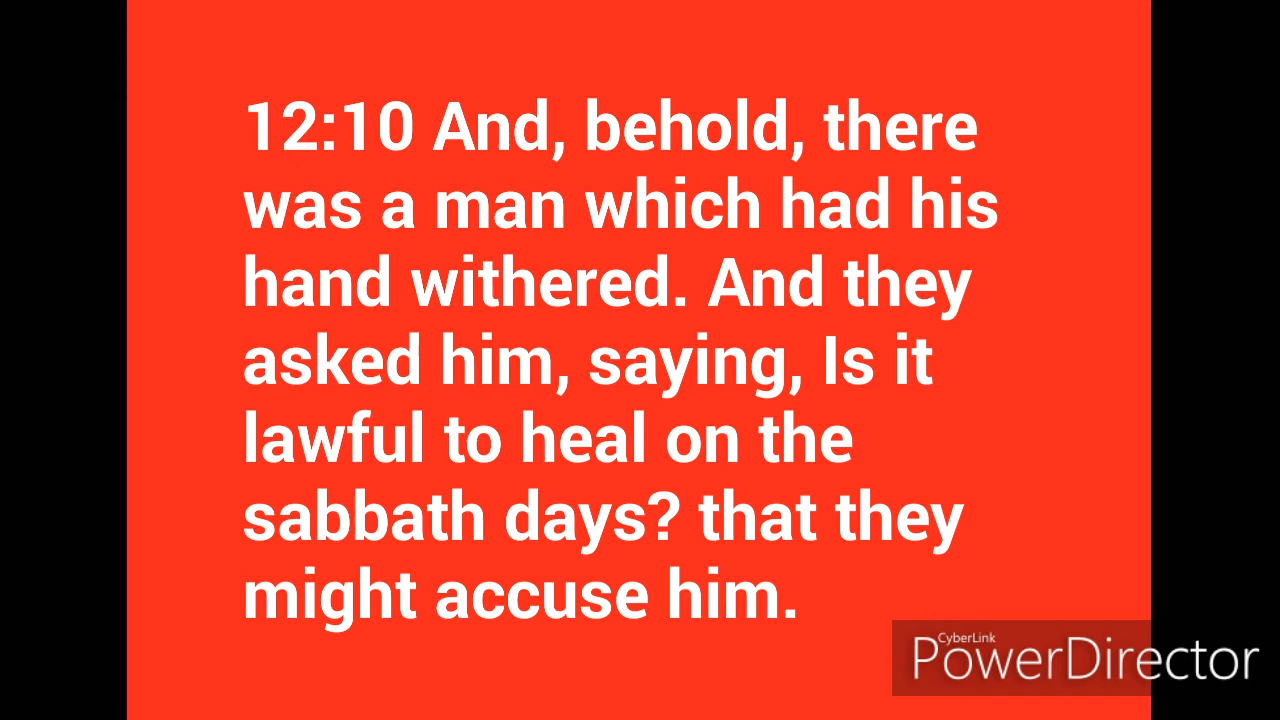 12:10 And, behold, there
was a man which had his
hand withered. And they
asked him, saying, Is it
lawful to heal on the
sabbath days? that they
might accuse him.
CyberLink
PowerDirector